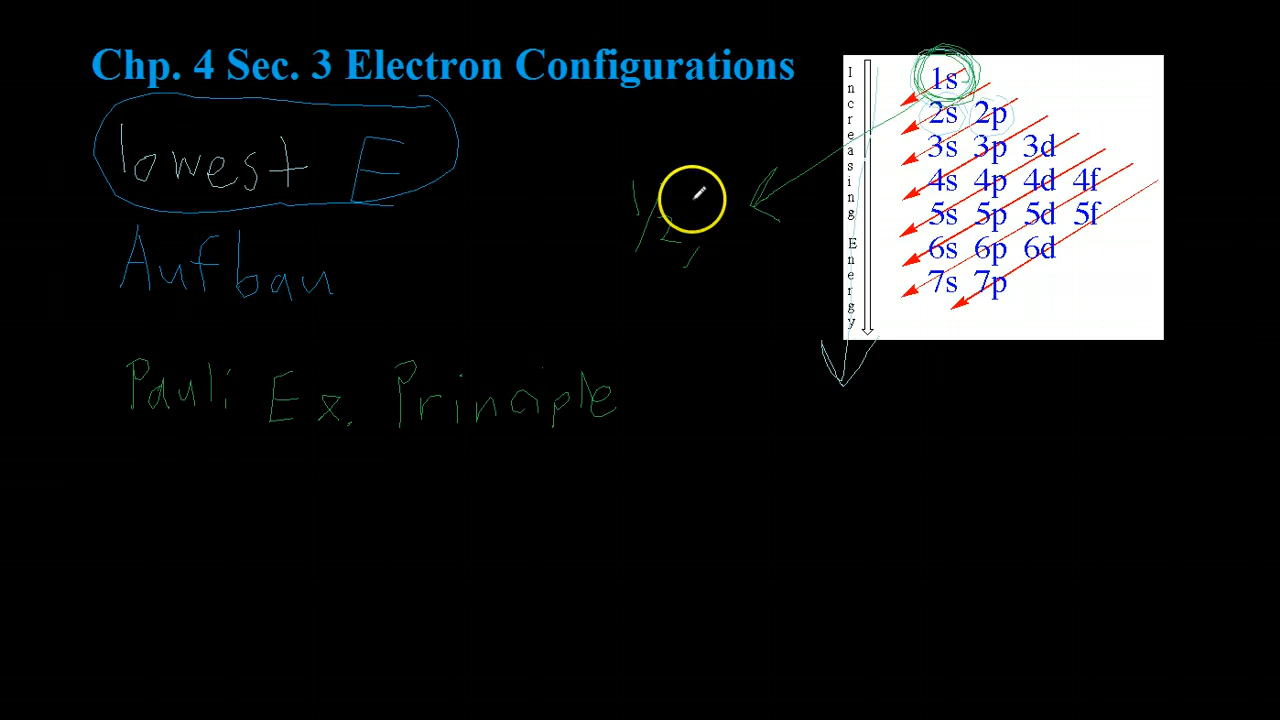 Chp. 4 Sec. 3 Electron Configurations
lowest E
Aufbau
Pauli Ex. Principle
Increasing Energy
1s
2s 2p
3s 3p 3d
4s 4p 4d 4f
5s 5p 5d 5f
6s 6p 6d
7s 7p